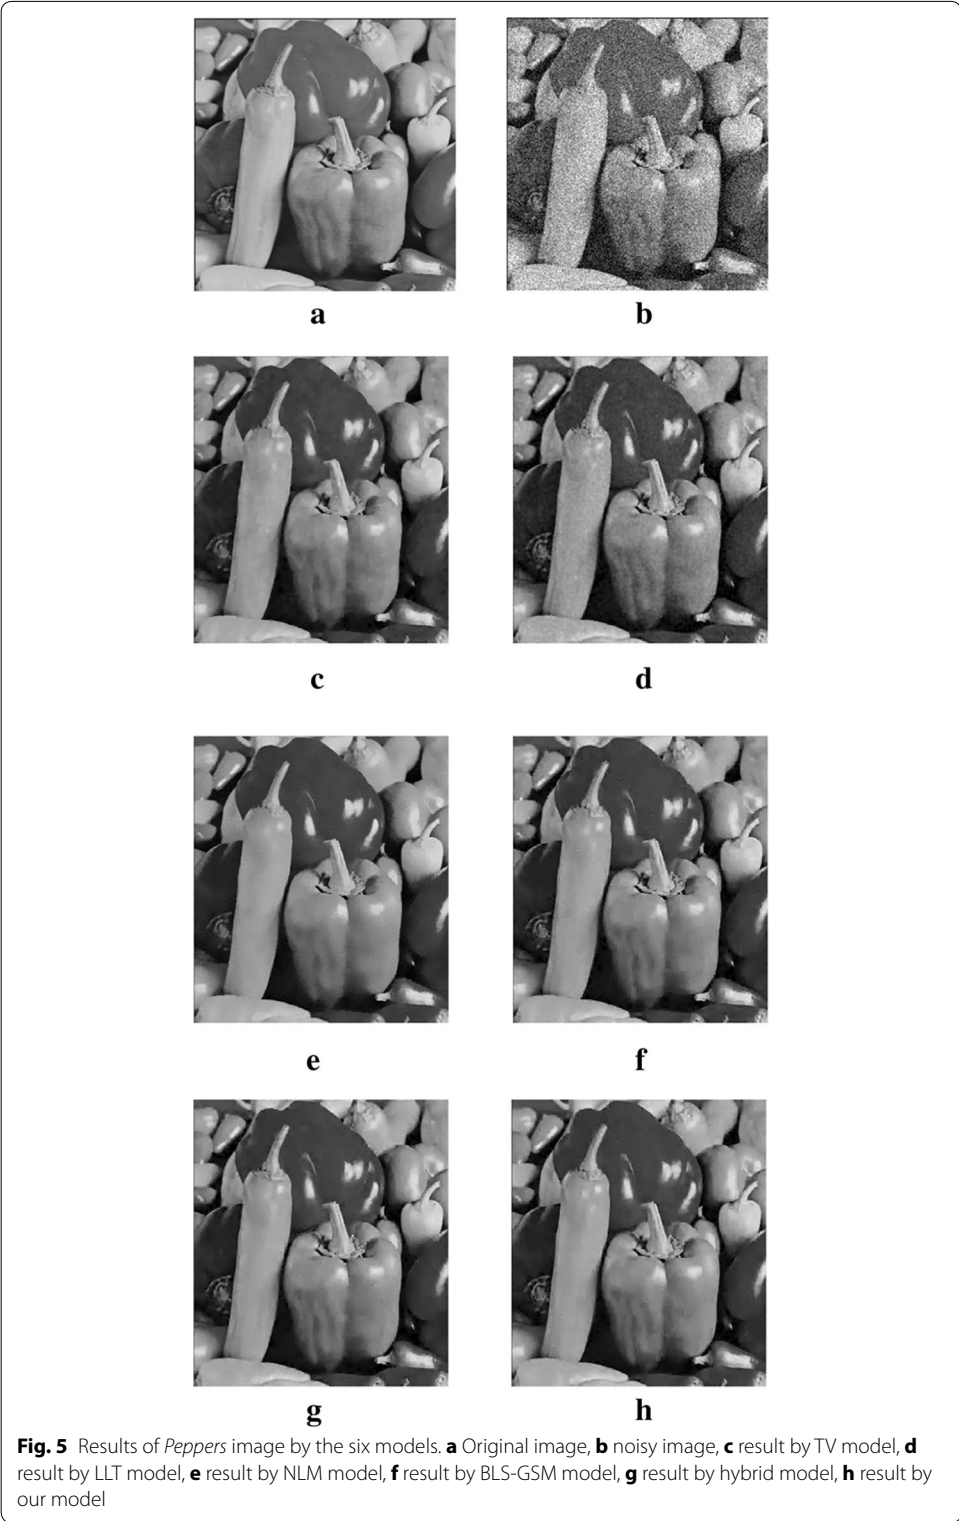 a
b
c
d
e
f
g
h
Fig. 5 Results of Peppers image by the six models. a Original image, b noisy image, c result by TV model, d
result by LLT model, e result by NLM model, f result by BLS-GSM model, g result by hybrid model, h result by
our model